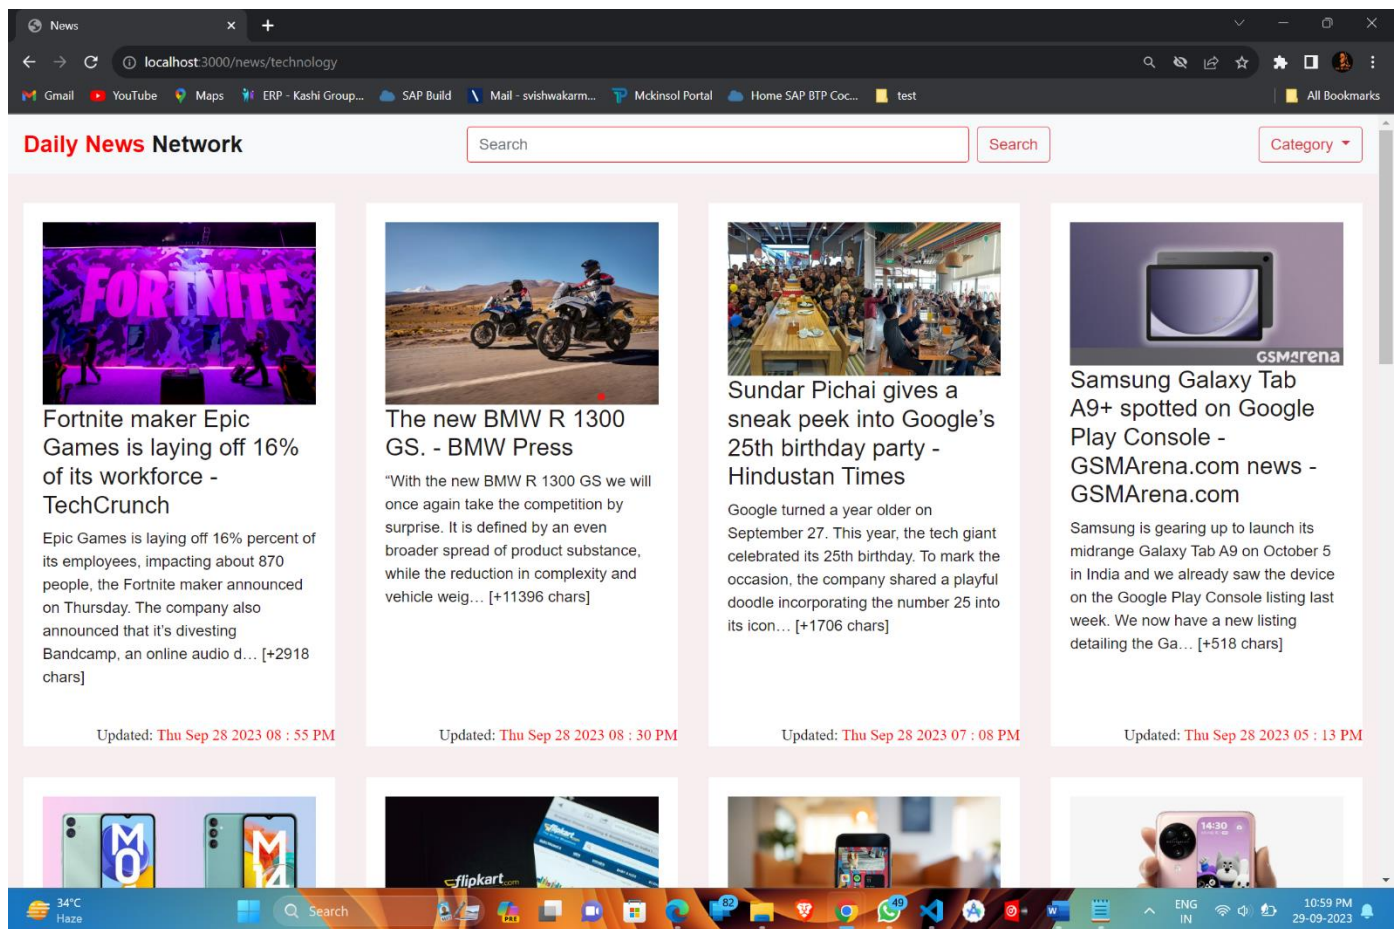 News
localhost:3000/news/technology
Gmail YouTube Maps ERP - Kashi Group... SAP Build Mail - svishwakarm... Mckinsol Portal Home SAP BTP Coc... test All Bookmarks
Daily News Network
Search
Search
Category
FORTNITE
Fortnite maker Epic
Games is laying off 16%
of its workforce -
TechCrunch
Epic Games is laying off 16% percent of
its employees, impacting about 870
people, the Fortnite maker announced
on Thursday. The company also
announced that it’s divesting
Bandcamp, an online audio d… [+2918
chars]
Updated: Thu Sep 28 2023 08 : 55 PM
The new BMW R 1300
GS. - BMW Press
“With the new BMW R 1300 GS we will
once again take the competition by
surprise. It is defined by an even
broader spread of product substance,
while the reduction in complexity and
vehicle weig… [+11396 chars]
Updated: Thu Sep 28 2023 08 : 30 PM
Sundar Pichai gives a
sneak peek into Google’s
25th birthday party -
Hindustan Times
Google turned a year older on
September 27. This year, the tech giant
celebrated its 25th birthday. To mark the
occasion, the company shared a playful
doodle incorporating the number 25 into
its icon… [+1706 chars]
Updated: Thu Sep 28 2023 07 : 08 PM
GSMArena
Samsung Galaxy Tab
A9+ spotted on Google
Play Console -
GSMArena.com news -
GSMArena.com
Samsung is gearing up to launch its
midrange Galaxy Tab A9 on October 5
in India and we already saw the device
on the Google Play Console listing last
week. We now have a new listing
detailing the Ga… [+518 chars]
Updated: Thu Sep 28 2023 05 : 13 PM
M
M
14
flipkart.com
14:30
34°C
Haze
Search
PRE
82
49
ENG
IN
10:59 PM
29-09-2023